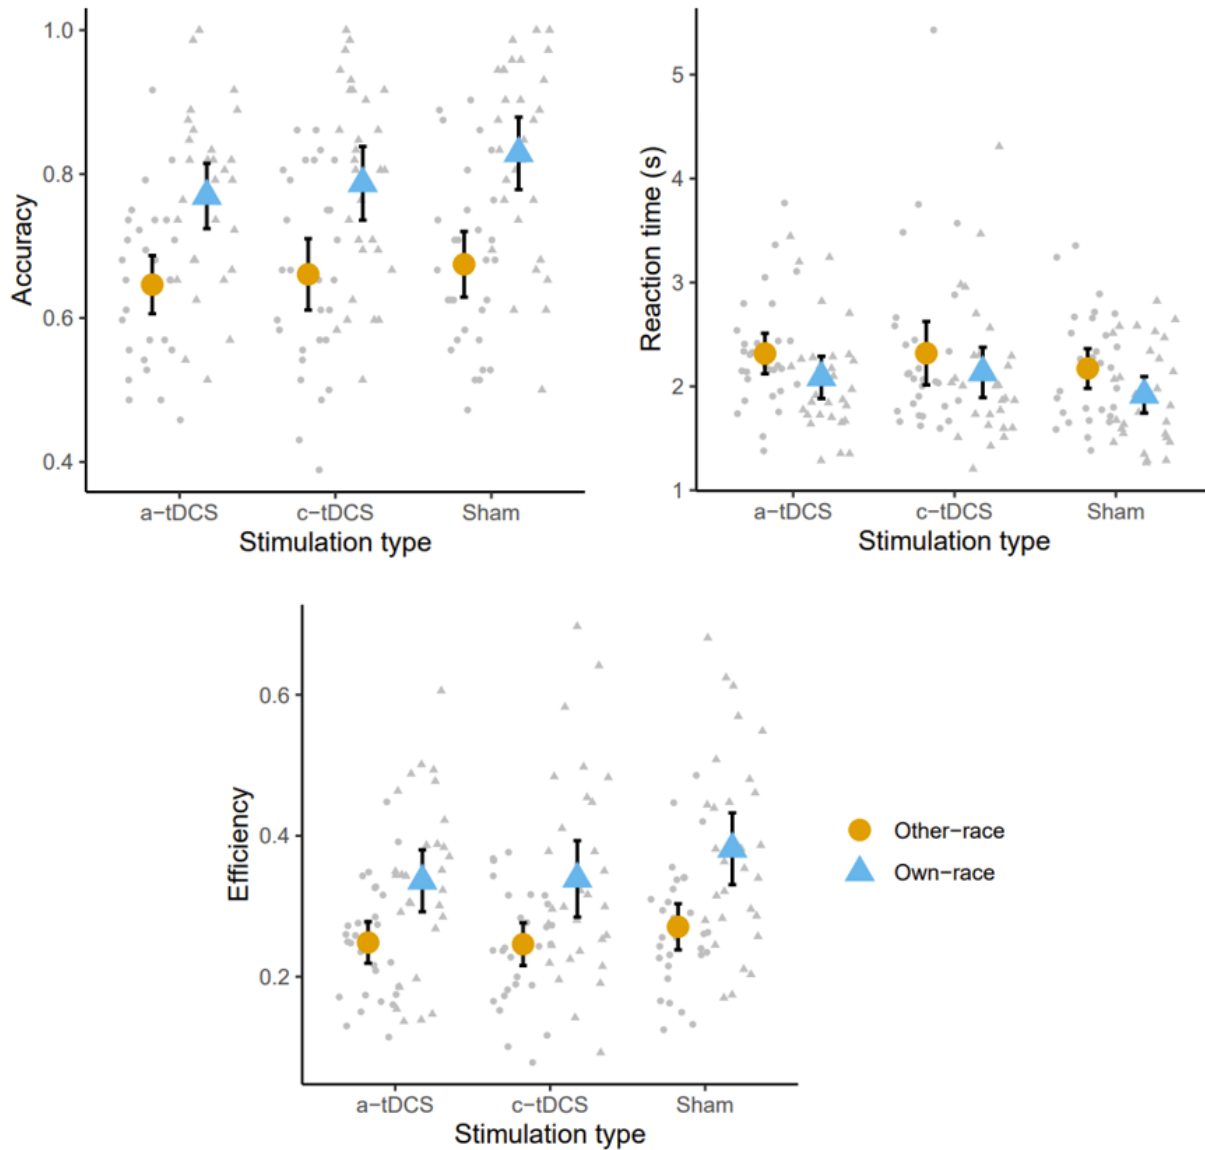 1.0
0.8
0.6
0.4
Accuracy
a−tDCS c−tDCS Sham
Stimulation type
5
4
3
2
1
Reaction time (s)
a−tDCS c−tDCS Sham
Stimulation type
0.6
0.4
0.2
Efficiency
a−tDCS c−tDCS Sham
Stimulation type
Other−race
Own−race